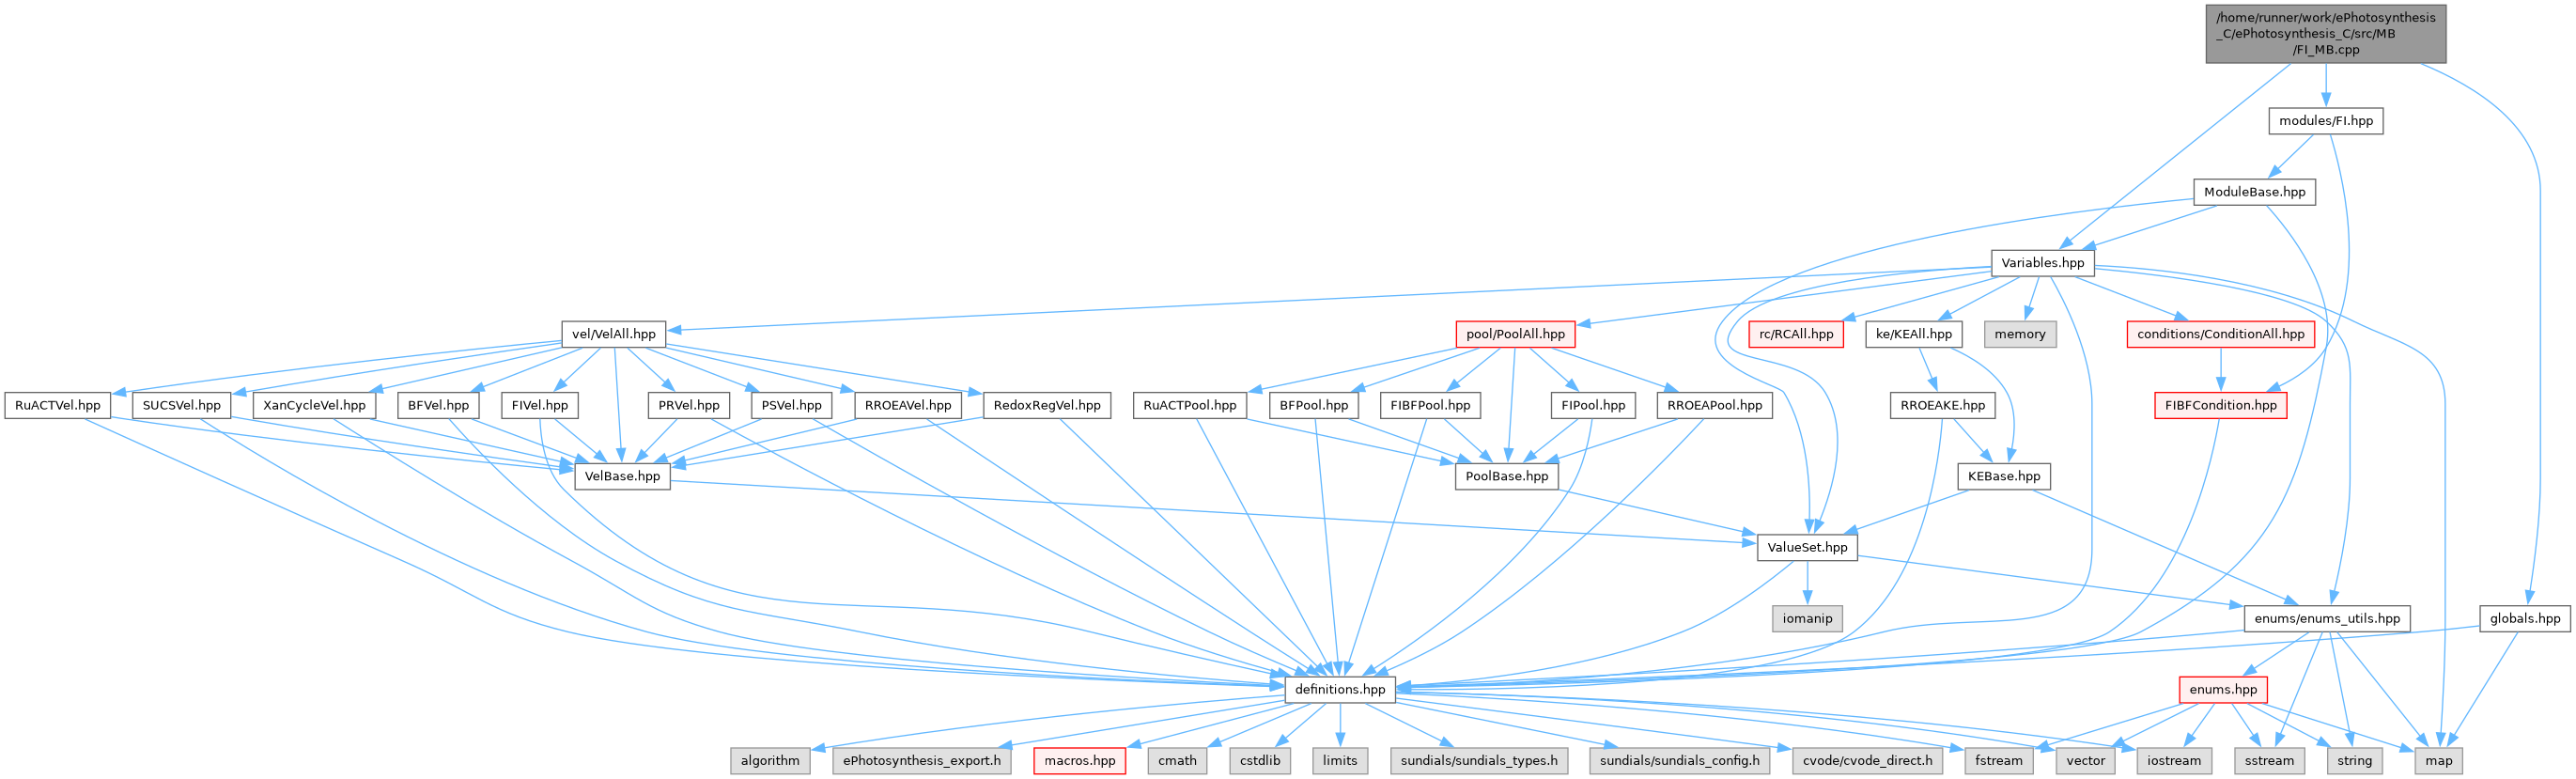 /home/runner/work/ePhotosynthesis
_C/ePhotosynthesis_C/src/MB
/FI_MB.cpp
modules/FI.hpp
ModuleBase.hpp
Variables.hpp
vel/VelAll.hpp
pool/PoolAll.hpp
rc/RCAll.hpp
ke/KEAll.hpp
memory
conditions/ConditionAll.hpp
RuACTVel.hpp
SUCSVel.hpp
XanCycleVel.hpp
BFVel.hpp
FIVel.hpp
PRVel.hpp
PSVel.hpp
RROEAVel.hpp
RedoxRegVel.hpp
RuACTPool.hpp
BFPool.hpp
FIBFPool.hpp
FIPool.hpp
RROEAPool.hpp
RROEAKE.hpp
FIBFCondition.hpp
VelBase.hpp
PoolBase.hpp
KEBase.hpp
ValueSet.hpp
iomanip
enums/enums_utils.hpp
globals.hpp
definitions.hpp
enums.hpp
algorithm
ePhotosynthesis_export.h
macros.hpp
cmath
cstdlib
limits
sundials/sundials_types.h
sundials/sundials_config.h
cvode/cvode_direct.h
fstream
vector
iostream
sstream
string
map